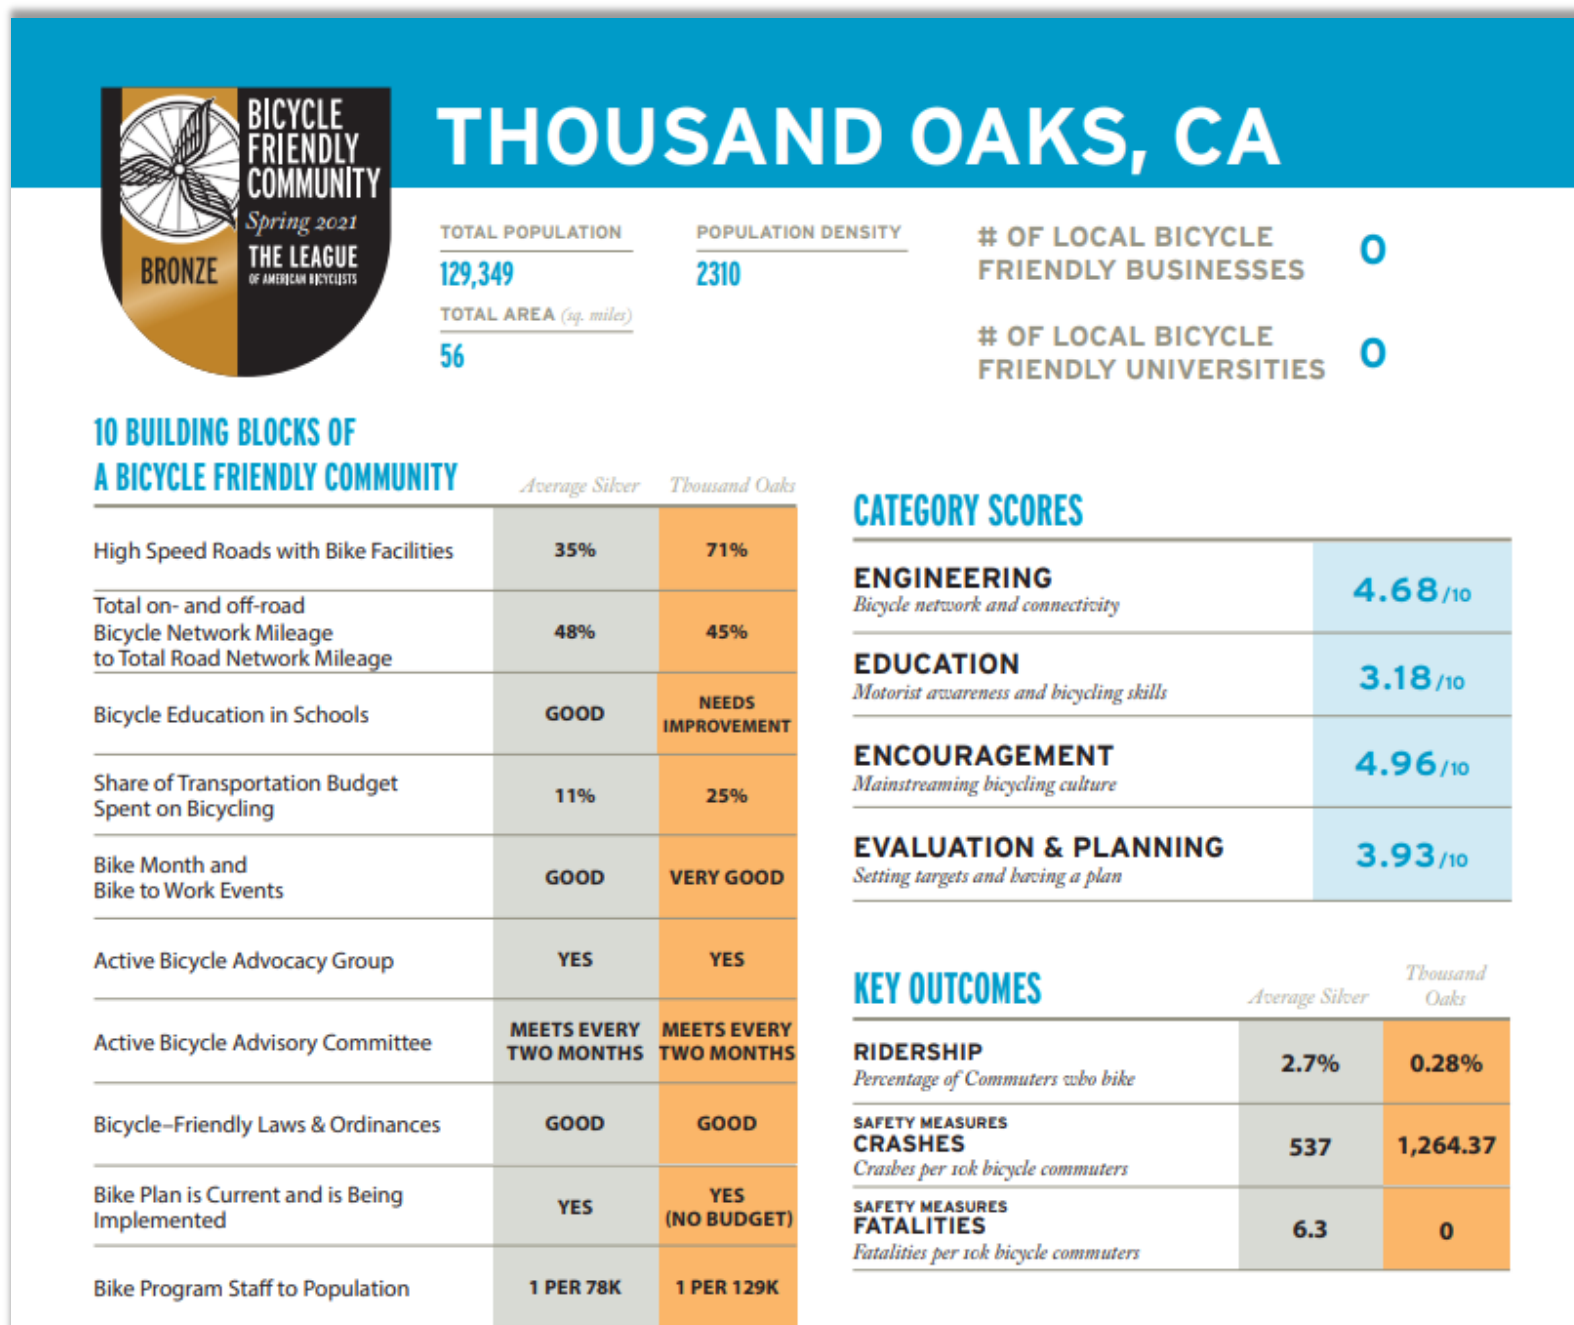 BICYCLE
FRIENDLY
COMMUNITY
Spring 2021
THE LEAGUE
OF AMERICAN BICYCLISTS
BRONZE
THOUSAND OAKS, CA
TOTAL POPULATION
129,349
TOTAL AREA (sq. miles)
56
POPULATION DENSITY
2310
# OF LOCAL BICYCLE
FRIENDLY BUSINESSES 0
# OF LOCAL BICYCLE
FRIENDLY UNIVERSITIES 0
10 BUILDING BLOCKS OF
A BICYCLE FRIENDLY COMMUNITY Average Silver Thousand Oaks
High Speed Roads with Bike Facilities 35% 71%
Total on- and off-road
Bicycle Network Mileage 48% 45%
to Total Road Network Mileage
Bicycle Education in Schools GOOD NEEDS
IMPROVEMENT
Share of Transportation Budget
Spent on Bicycling 11% 25%
Bike Month and
Bike to Work Events GOOD VERY GOOD
Active Bicycle Advocacy Group YES YES
Active Bicycle Advisory Committee MEETS EVERY MEETS EVERY
TWO MONTHS TWO MONTHS
Bicycle–Friendly Laws & Ordinances GOOD GOOD
Bike Plan is Current and is Being
Implemented YES YES
(NO BUDGET)
Bike Program Staff to Population 1 PER 78K 1 PER 129K
CATEGORY SCORES
ENGINEERING
Bicycle network and connectivity 4.68/10
EDUCATION
Motorist awareness and bicycling skills 3.18/10
ENCOURAGEMENT
Mainstreaming bicycling culture 4.96/10
EVALUATION & PLANNING
Setting targets and having a plan 3.93/10
KEY OUTCOMES Average Silver Thousand
Oaks
RIDERSHIP
Percentage of Commuters who bike 2.7% 0.28%
SAFETY MEASURES
CRASHES 537 1,264.37
Crashes per 10k bicycle commuters
SAFETY MEASURES
FATALITIES 6.3 0
Fatalities per 10k bicycle commuters